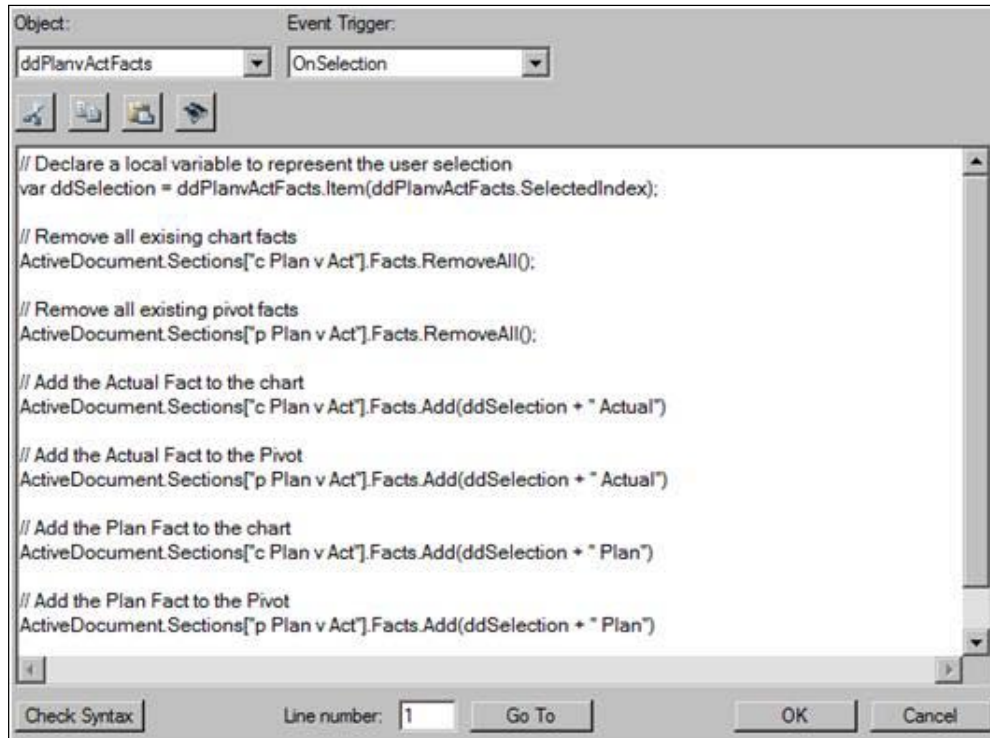 Object: Event Trigger:
ddPlanvActFacts OnSelection
// Declare a local variable to represent the user selection
var ddSelection = ddPlanvActFacts.Item(ddPlanvActFacts.SelectedIndex);
// Remove all exising chart facts
ActiveDocument.Sections["c Plan v Act"].Facts.RemoveAll();
// Remove all existing pivot facts
ActiveDocument.Sections["p Plan v Act"].Facts.RemoveAll();
// Add the Actual Fact to the chart
ActiveDocument.Sections["c Plan v Act"].Facts.Add(ddSelection + " Actual")
// Add the Actual Fact to the Pivot
ActiveDocument.Sections["p Plan v Act"].Facts.Add(ddSelection + " Actual")
// Add the Plan Fact to the chart
ActiveDocument.Sections["c Plan v Act"].Facts.Add(ddSelection + " Plan")
// Add the Plan Fact to the Pivot
ActiveDocument.Sections["p Plan v Act"].Facts.Add(ddSelection + " Plan")
Check Syntax Line number: 1 Go To OK Cancel